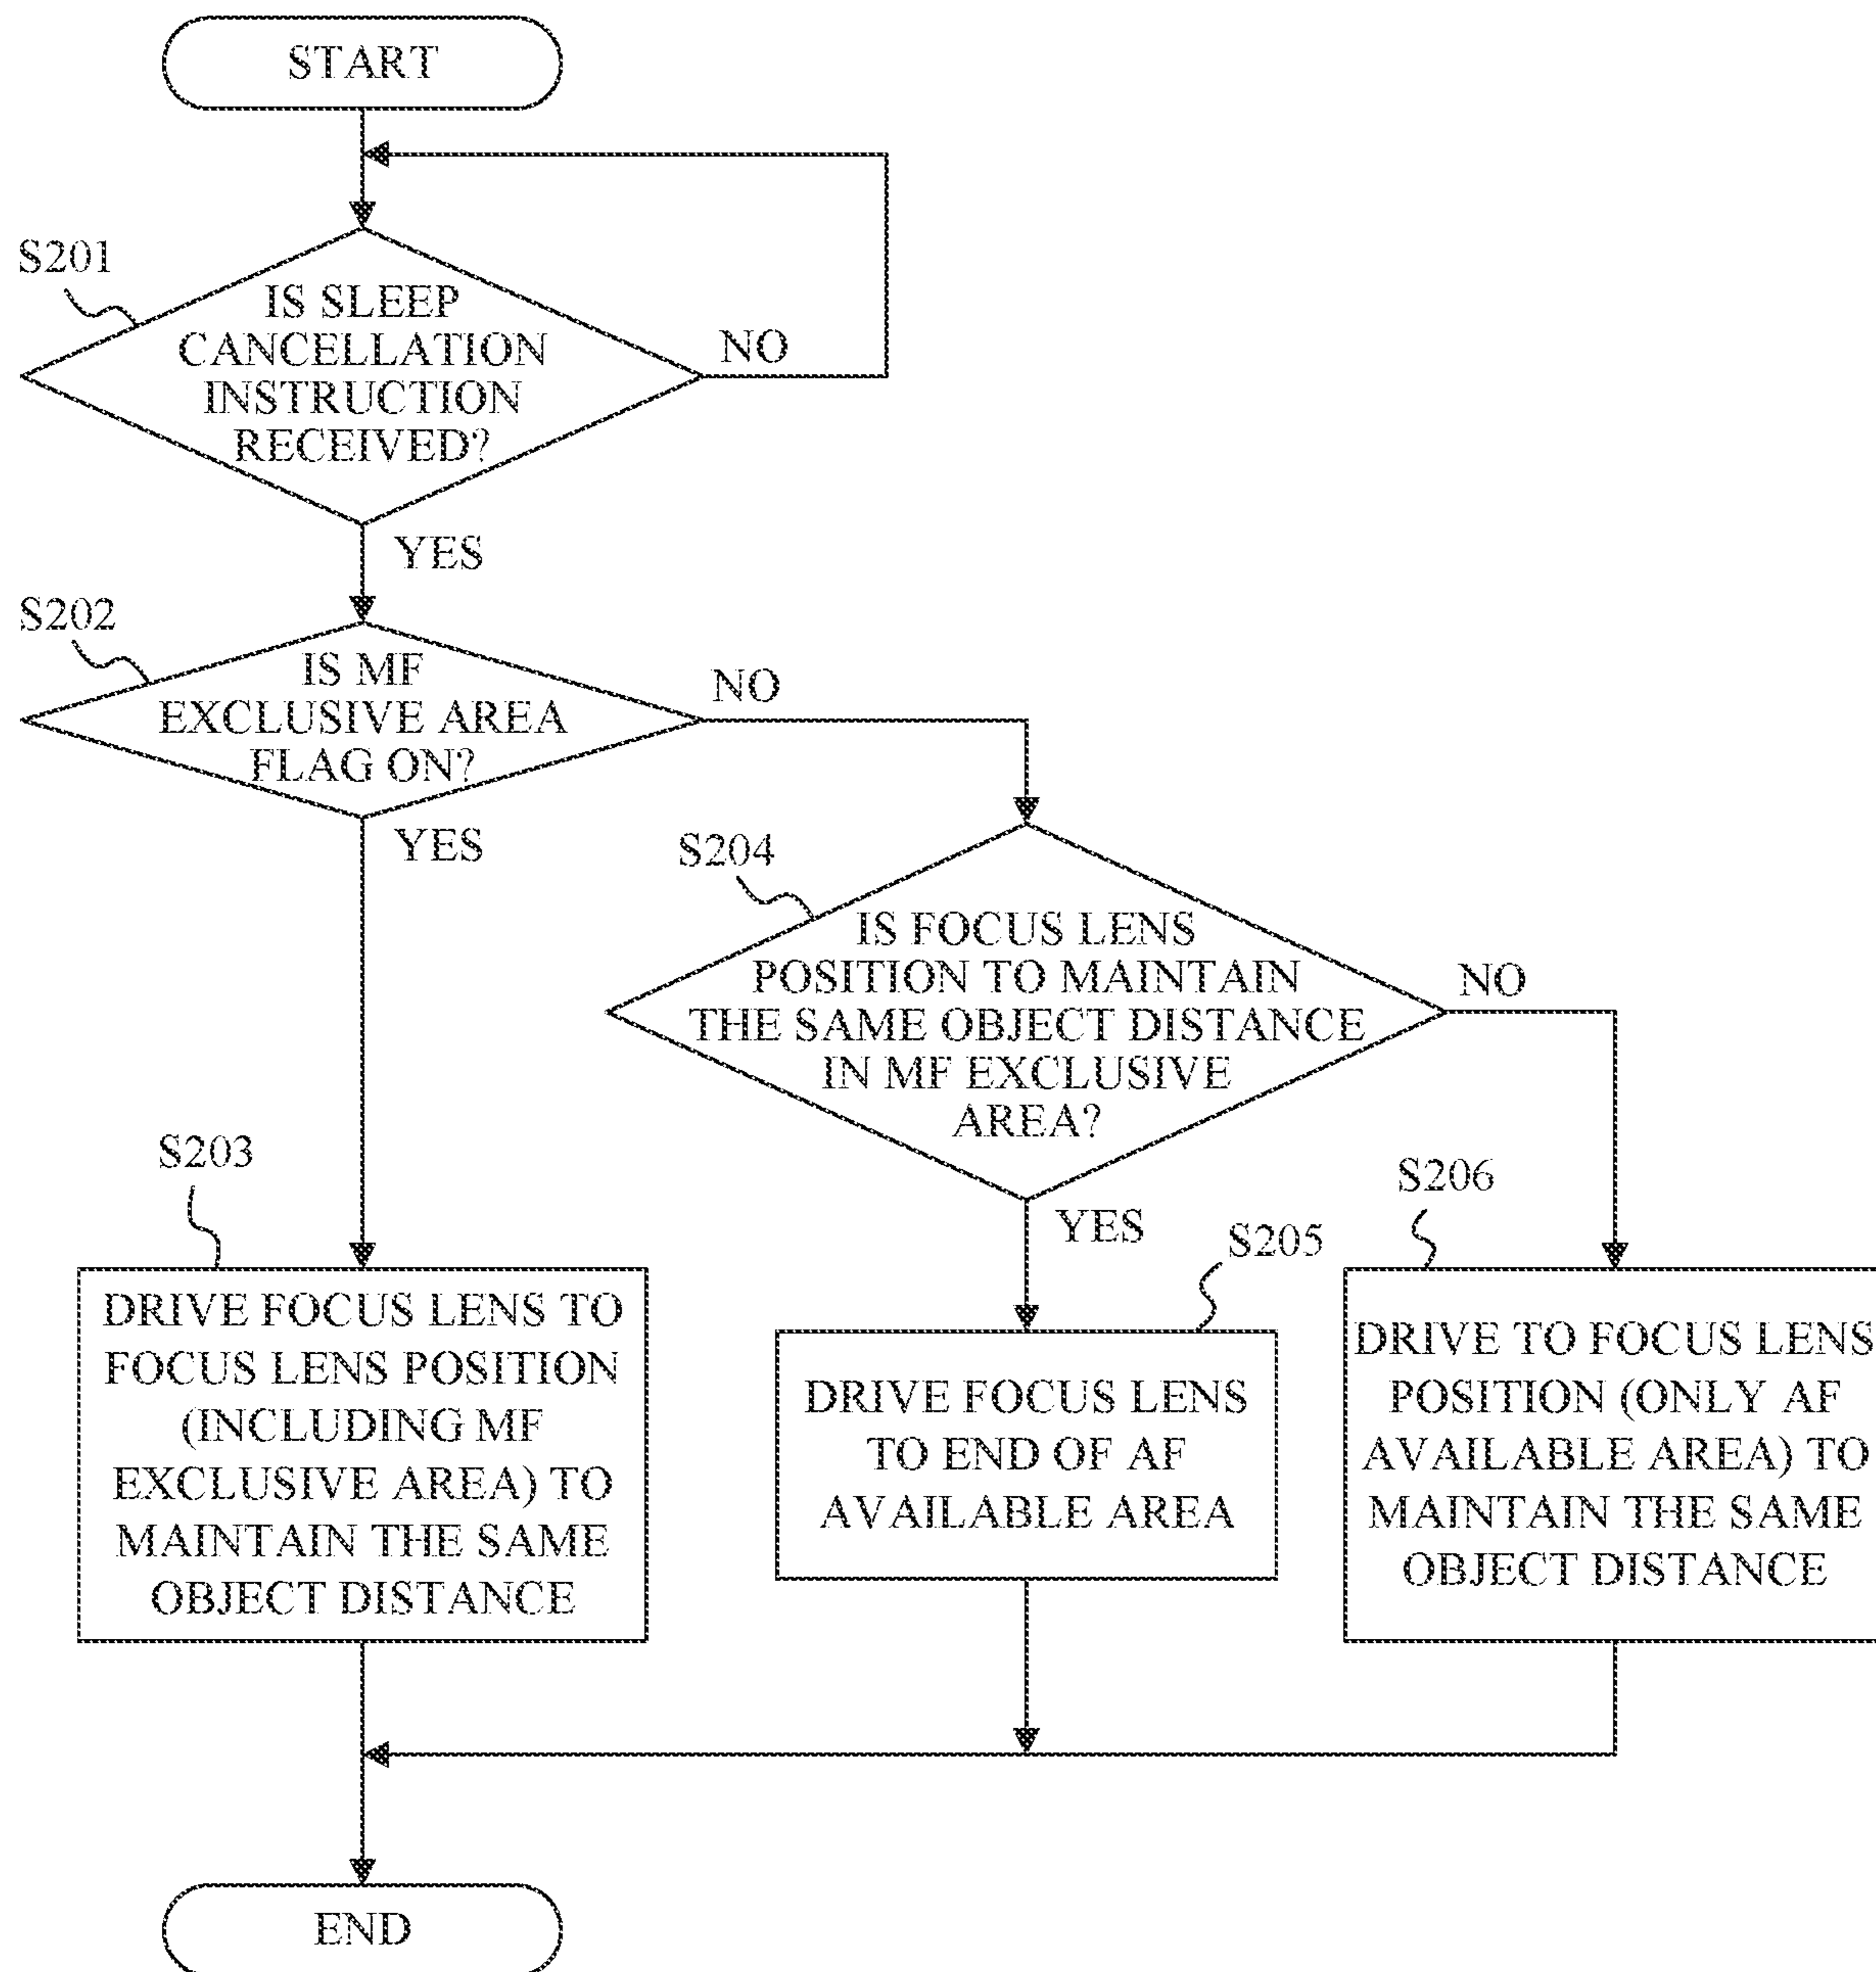 START
S201
IS SLEEP
CANCELLATION
INSTRUCTION
RECEIVED?
NO
YES
S202
IS MF
EXCLUSIVE AREA
FLAG ON?
NO
YES
S204
IS FOCUS LENS
POSITION TO MAINTAIN
THE SAME OBJECT DISTANCE
IN MF EXCLUSIVE
AREA?
NO
YES
S203
DRIVE FOCUS LENS TO
FOCUS LENS POSITION
(INCLUDING MF
EXCLUSIVE AREA) TO
MAINTAIN THE SAME
OBJECT DISTANCE
S205
DRIVE FOCUS LENS
TO END OF AF
AVAILABLE AREA
S206
DRIVE TO FOCUS LENS
POSITION (ONLY AF
AVAILABLE AREA) TO
MAINTAIN THE SAME
OBJECT DISTANCE
END